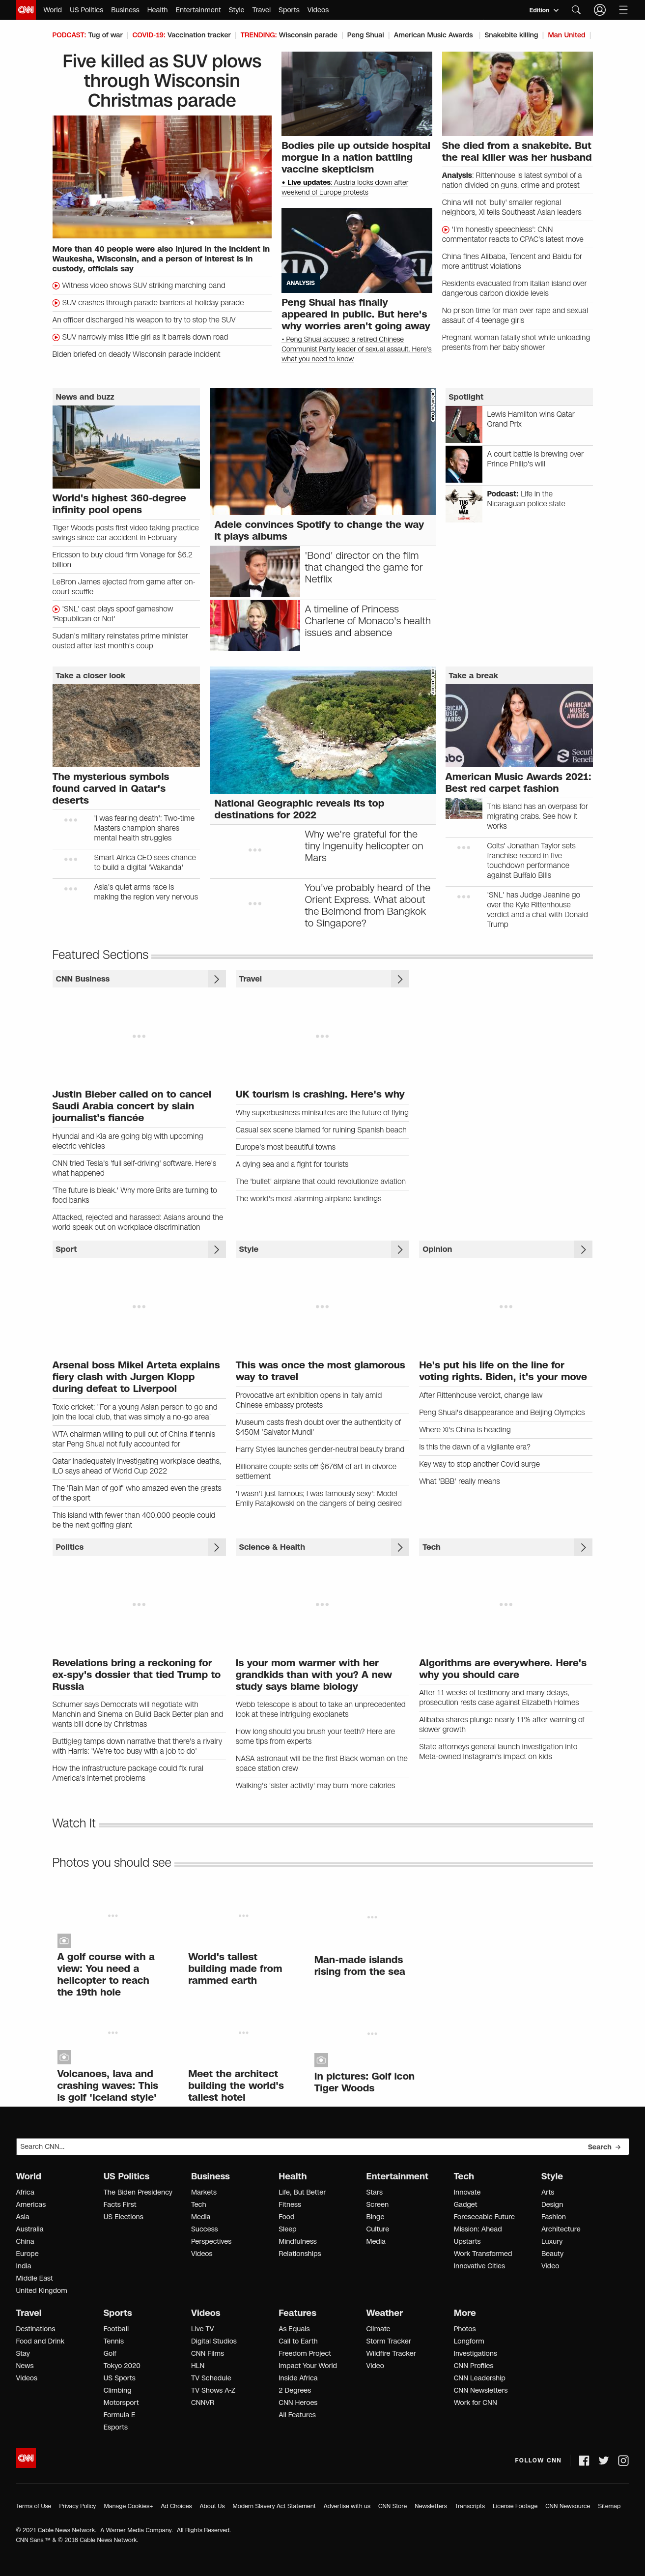 CNN World US Politics Business Health Entertainment Style Travel Sports Videos Edition
PODCAST: Tug of war COVID-19: Vaccination tracker TRENDING: Wisconsin parade Peng Shuai American Music Awards Snakebite killing Man United
Five killed as SUV plows
through Wisconsin
Christmas parade
More than 40 people were also injured in the incident in
Waukesha, Wisconsin, and a person of interest is in
custody, officials say
Witness video shows SUV striking marching band
SUV crashes through parade barriers at holiday parade
An officer discharged his weapon to try to stop the SUV
SUV narrowly miss little girl as it barrels down road
Biden briefed on deadly Wisconsin parade incident
Bodies pile up outside hospital
morgue in a nation battling
vaccine skepticism
• Live updates: Austria locks down after
weekend of Europe protests
KIA
ANALYSIS
Peng Shuai has finally
appeared in public. But here's
why worries aren't going away
• Peng Shuai accused a retired Chinese
Communist Party leader of sexual assault. Here's
what you need to know
She died from a snakebite. But
the real killer was her husband
Analysis: Rittenhouse is latest symbol of a
nation divided on guns, crime and protest
China will not 'bully' smaller regional
neighbors, Xi tells Southeast Asian leaders
'I'm honestly speechless': CNN
commentator reacts to CPAC's latest move
China fines Alibaba, Tencent and Baidu for
more antitrust violations
Residents evacuated from Italian island over
dangerous carbon dioxide levels
No prison time for man over rape and sexual
assault of 4 teenage girls
Pregnant woman fatally shot while unloading
presents from her baby shower
News and buzz
World's highest 360-degree
infinity pool opens
Tiger Woods posts first video taking practice
swings since car accident in February
Ericsson to buy cloud firm Vonage for $6.2
billion
LeBron James ejected from game after on-
court scuffle
'SNL' cast plays spoof gameshow
'Republican or Not'
Sudan's military reinstates prime minister
ousted after last month's coup
Adele convinces Spotify to change the way
it plays albums
'Bond' director on the film
that changed the game for
Netflix
A timeline of Princess
Charlene of Monaco's health
issues and absence
Spotlight
Lewis Hamilton wins Qatar
Grand Prix
A court battle is brewing over
Prince Philip's will
TUG
OF
WAR
Podcast: Life in the
Nicaraguan police state
Take a closer look
The mysterious symbols
found carved in Qatar's
deserts
'I was fearing death': Two-time
Masters champion shares
mental health struggles
Smart Africa CEO sees chance
to build a digital 'Wakanda'
Asia's quiet arms race is
making the region very nervous
National Geographic reveals its top
destinations for 2022
Why we're grateful for the
tiny Ingenuity helicopter on
Mars
You've probably heard of the
Orient Express. What about
the Belmond from Bangkok
to Singapore?
Take a break
AMERICAN
MUSIC
AWARDS
AMERICAN
MUSIC
AWARDS
abc
American Music Awards 2021:
Best red carpet fashion
This island has an overpass for
migrating crabs. See how it
works
Colts' Jonathan Taylor sets
franchise record in five
touchdown performance
against Buffalo Bills
'SNL' has Judge Jeanine go
over the Kyle Rittenhouse
verdict and a chat with Donald
Trump
Featured Sections
CNN Business
Justin Bieber called on to cancel
Saudi Arabia concert by slain
journalist's fiancée
Hyundai and Kia are going big with upcoming
electric vehicles
CNN tried Tesla's 'full self-driving' software. Here's
what happened
'The future is bleak.' Why more Brits are turning to
food banks
Attacked, rejected and harassed: Asians around the
world speak out on workplace discrimination
Travel
UK tourism is crashing. Here's why
Why superbusiness minisuites are the future of flying
Casual sex scene blamed for ruining Spanish beach
Europe's most beautiful towns
A dying sea and a fight for tourists
The 'bullet' airplane that could revolutionize aviation
The world's most alarming airplane landings
Sport
Arsenal boss Mikel Arteta explains
fiery clash with Jurgen Klopp
during defeat to Liverpool
Toxic cricket: "For a young Asian person to go and
join the local club, that was simply a no-go area'
WTA chairman willing to pull out of China if tennis
star Peng Shuai not fully accounted for
Qatar inadequately investigating workplace deaths,
ILO says ahead of World Cup 2022
The 'Rain Man of golf' who amazed even the greats
of the sport
This island with fewer than 400,000 people could
be the next golfing giant
Style
This was once the most glamorous
way to travel
Provocative art exhibition opens in Italy amid
Chinese embassy protests
Museum casts fresh doubt over the authenticity of
$450M 'Salvator Mundi'
Harry Styles launches gender-neutral beauty brand
Billionaire couple sells off $676M of art in divorce
settlement
'I wasn't just famous; I was famously sexy': Model
Emily Ratajkowski on the dangers of being desired
Opinion
He's put his life on the line for
voting rights. Biden, it's your move
After Rittenhouse verdict, change law
Peng Shuai's disappearance and Beijing Olympics
Where Xi's China is heading
Is this the dawn of a vigilante era?
Key way to stop another Covid surge
What 'BBB' really means
Politics
Revelations bring a reckoning for
ex-spy's dossier that tied Trump to
Russia
Schumer says Democrats will negotiate with
Manchin and Sinema on Build Back Better plan and
wants bill done by Christmas
Buttigieg tamps down narrative that there's a rivalry
with Harris: 'We're too busy with a job to do'
How the infrastructure package could fix rural
America's internet problems
Science & Health
Is your mom warmer with her
grandkids than with you? A new
study says blame biology
Webb telescope is about to take an unprecedented
look at these intriguing exoplanets
How long should you brush your teeth? Here are
some tips from experts
NASA astronaut will be the first Black woman on the
space station crew
Walking's 'sister activity' may burn more calories
Tech
Algorithms are everywhere. Here's
why you should care
After 11 weeks of testimony and many delays,
prosecution rests case against Elizabeth Holmes
Alibaba shares plunge nearly 11% after warning of
slower growth
State attorneys general launch investigation into
Meta-owned Instagram's impact on kids
Watch It
Photos you should see
A golf course with a
view: You need a
helicopter to reach
the 19th hole
World's tallest
building made from
rammed earth
Man-made islands
rising from the sea
Volcanoes, lava and
crashing waves: This
is golf 'Iceland style'
Meet the architect
building the world's
tallest hotel
In pictures: Golf icon
Tiger Woods
Search CNN... Search
World
Africa
Americas
Asia
Australia
China
Europe
India
Middle East
United Kingdom
US Politics
The Biden Presidency
Facts First
US Elections
Business
Markets
Tech
Media
Success
Perspectives
Videos
Health
Life, But Better
Fitness
Food
Sleep
Mindfulness
Relationships
Entertainment
Stars
Screen
Binge
Culture
Media
Tech
Innovate
Gadget
Foreseeable Future
Mission: Ahead
Upstarts
Work Transformed
Innovative Cities
Style
Arts
Design
Fashion
Architecture
Luxury
Beauty
Video
Travel
Destinations
Food and Drink
Stay
News
Videos
Sports
Football
Tennis
Golf
Tokyo 2020
US Sports
Climbing
Motorsport
Formula E
Esports
Videos
Live TV
Digital Studios
CNN Films
HLN
TV Schedule
TV Shows A-Z
CNNVR
Features
As Equals
Call to Earth
Freedom Project
Impact Your World
Inside Africa
2 Degrees
CNN Heroes
All Features
Weather
Climate
Storm Tracker
Wildfire Tracker
Video
More
Photos
Longform
Investigations
CNN Profiles
CNN Leadership
CNN Newsletters
Work for CNN
CNN
FOLLOW CNN
Terms of Use Privacy Policy Manage Cookies+ Ad Choices About Us Modern Slavery Act Statement Advertise with us CNN Store Newsletters Transcripts License Footage CNN Newsource Sitemap
© 2021 Cable News Network. A Warner Media Company. All Rights Reserved.
CNN Sans ™ & © 2016 Cable News Network.